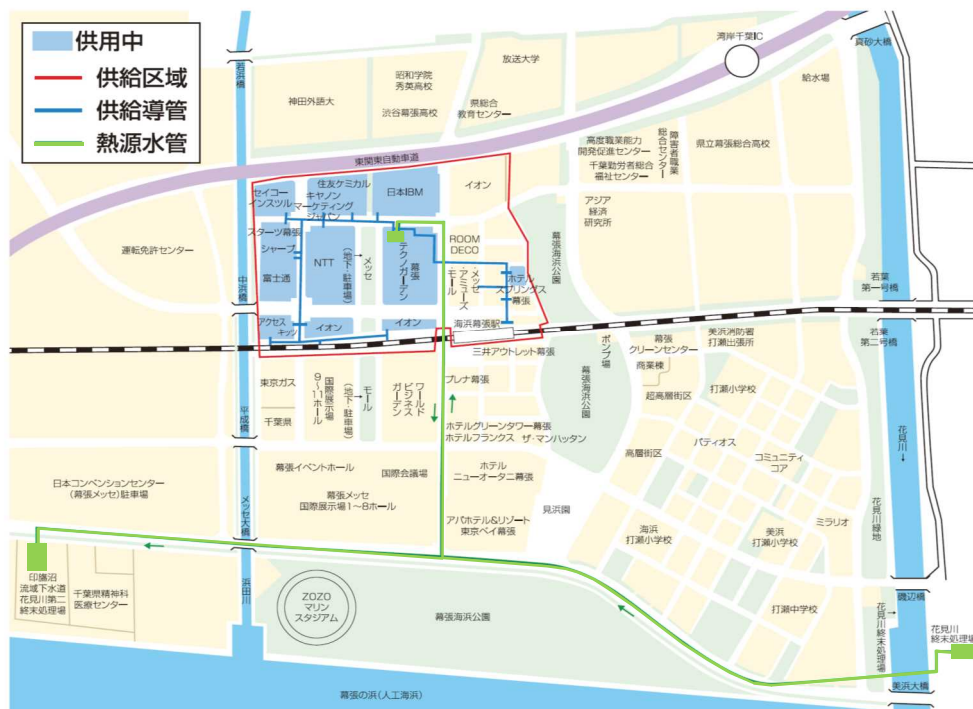 供用中
供給区域
供給導管
熱源水管
若浜橋
神田外語大
昭和学院
秀英高校
渋谷幕張高校
放送大学
県総合
教育センター
湾岸千葉IC
真砂大橋
給水場
東関東自動車道
高度職業能力
開発促進センター
千葉勤労者総合
福祉センター
障害者職業
総合センター
県立幕張総合高校
アジア
経済
研究所
セイコー
インスツル
住友ケミカル
キヤノン
マーケティング
ジャパン
日本IBM
イオン
スターツ幕張
シャープ
富士通
NTT
メッセ
(地下・駐車場)
幕張
テクノガーデン
ROOM
DECO
メッセ
・アミューズ
モール
ホテル
スプリングス
幕張
幕張海浜公園
運転免許センター
中浜橋
アクセス
キッツ
イオン
イオン
海浜幕張駅
三井アウトレット幕張
若葉
第一号橋
若葉
第二号橋
ポンプ場
幕張
クリーンセンター
商業棟
美浜消防署
打瀬出張所
打瀬小学校
超高層街区
幕張海浜公園
東京ガス
千葉県
国際展示場
9~11ホール
モール
(地下・駐車場)
ワールド
ビジネス
ガーデン
プレナ幕張
平成橋
ホテルグリーンタワー幕張
ホテルフランクス ザ・マンハッタン
高層街区
パティオス
コミュニティ
コア
花見川
幕張イベントホール
国際会議場
ホテル
ニューオータニ幕張
日本コンベンションセンター
(幕張メッセ)駐車場
幕張メッセ
国際展示場1~8ホール
メッセ大橋
見浜園
アパホテル&リゾート
東京ベイ幕張
海浜
打瀬小学校
美浜
打瀬小学校
ミラリオ
花見川緑地
印旛沼
流域下水道
花見川第二
終末処理場
千葉県精神科
医療センター
浜田川
ZOZO
マリン
スタジアム
幕張海浜公園
打瀬中学校
磯辺橋
花見川終末処理場
花見川
終末処理場
美浜大橋
幕張の浜(人工海浜)